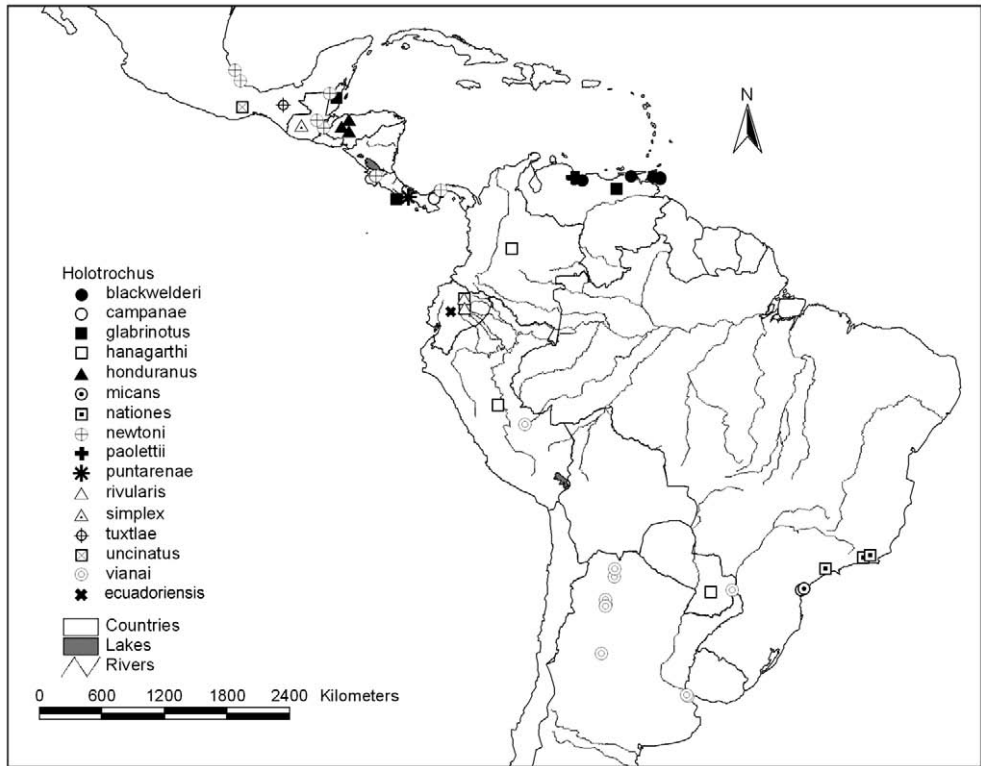 N
Holotrochus
blackwelderi
campanae
glabrinotus
hanagarthi
honduranus
micans
nationes
newtoni
paolettii
puntarenae
rivularis
simplex
tuxtlae
uncinatus
vianai
ecuadoriensis
Countries
Lakes
Rivers
0 600 1200 1800 2400 Kilometers